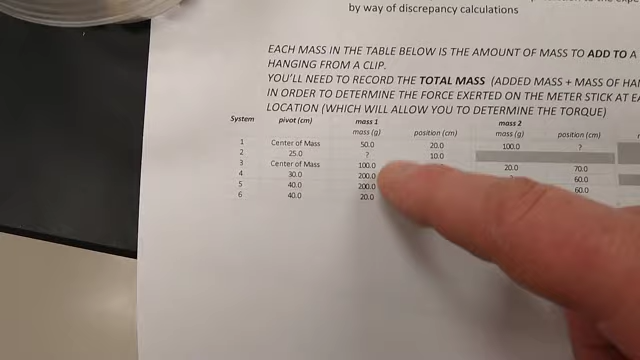 by way of discrepancy calculations
EACH MASS IN THE TABLE BELOW IS THE AMOUNT OF MASS TO ADD TO A
HANGING FROM A CLIP.
YOU'LL NEED TO RECORD THE TOTAL MASS (ADDED MASS + MASS OF
IN ORDER TO DETERMINE THE FORCE EXERTED ON THE METER STICK AT
LOCATION (WHICH WILL ALLOW YOU TO DETERMINE THE TORQUE)
System pivot (cm) mass 1 mass 2
mass (g) position (cm) mass (g) position (cm)
1 Center of Mass 50.0 20.0 100.0 ?
2 25.0 ? 10.0
3 Center of Mass 100.0 20.0 70.0
4 30.0 200.0 60.0
5 40.0 200.0 60.0
6 40.0 20.0